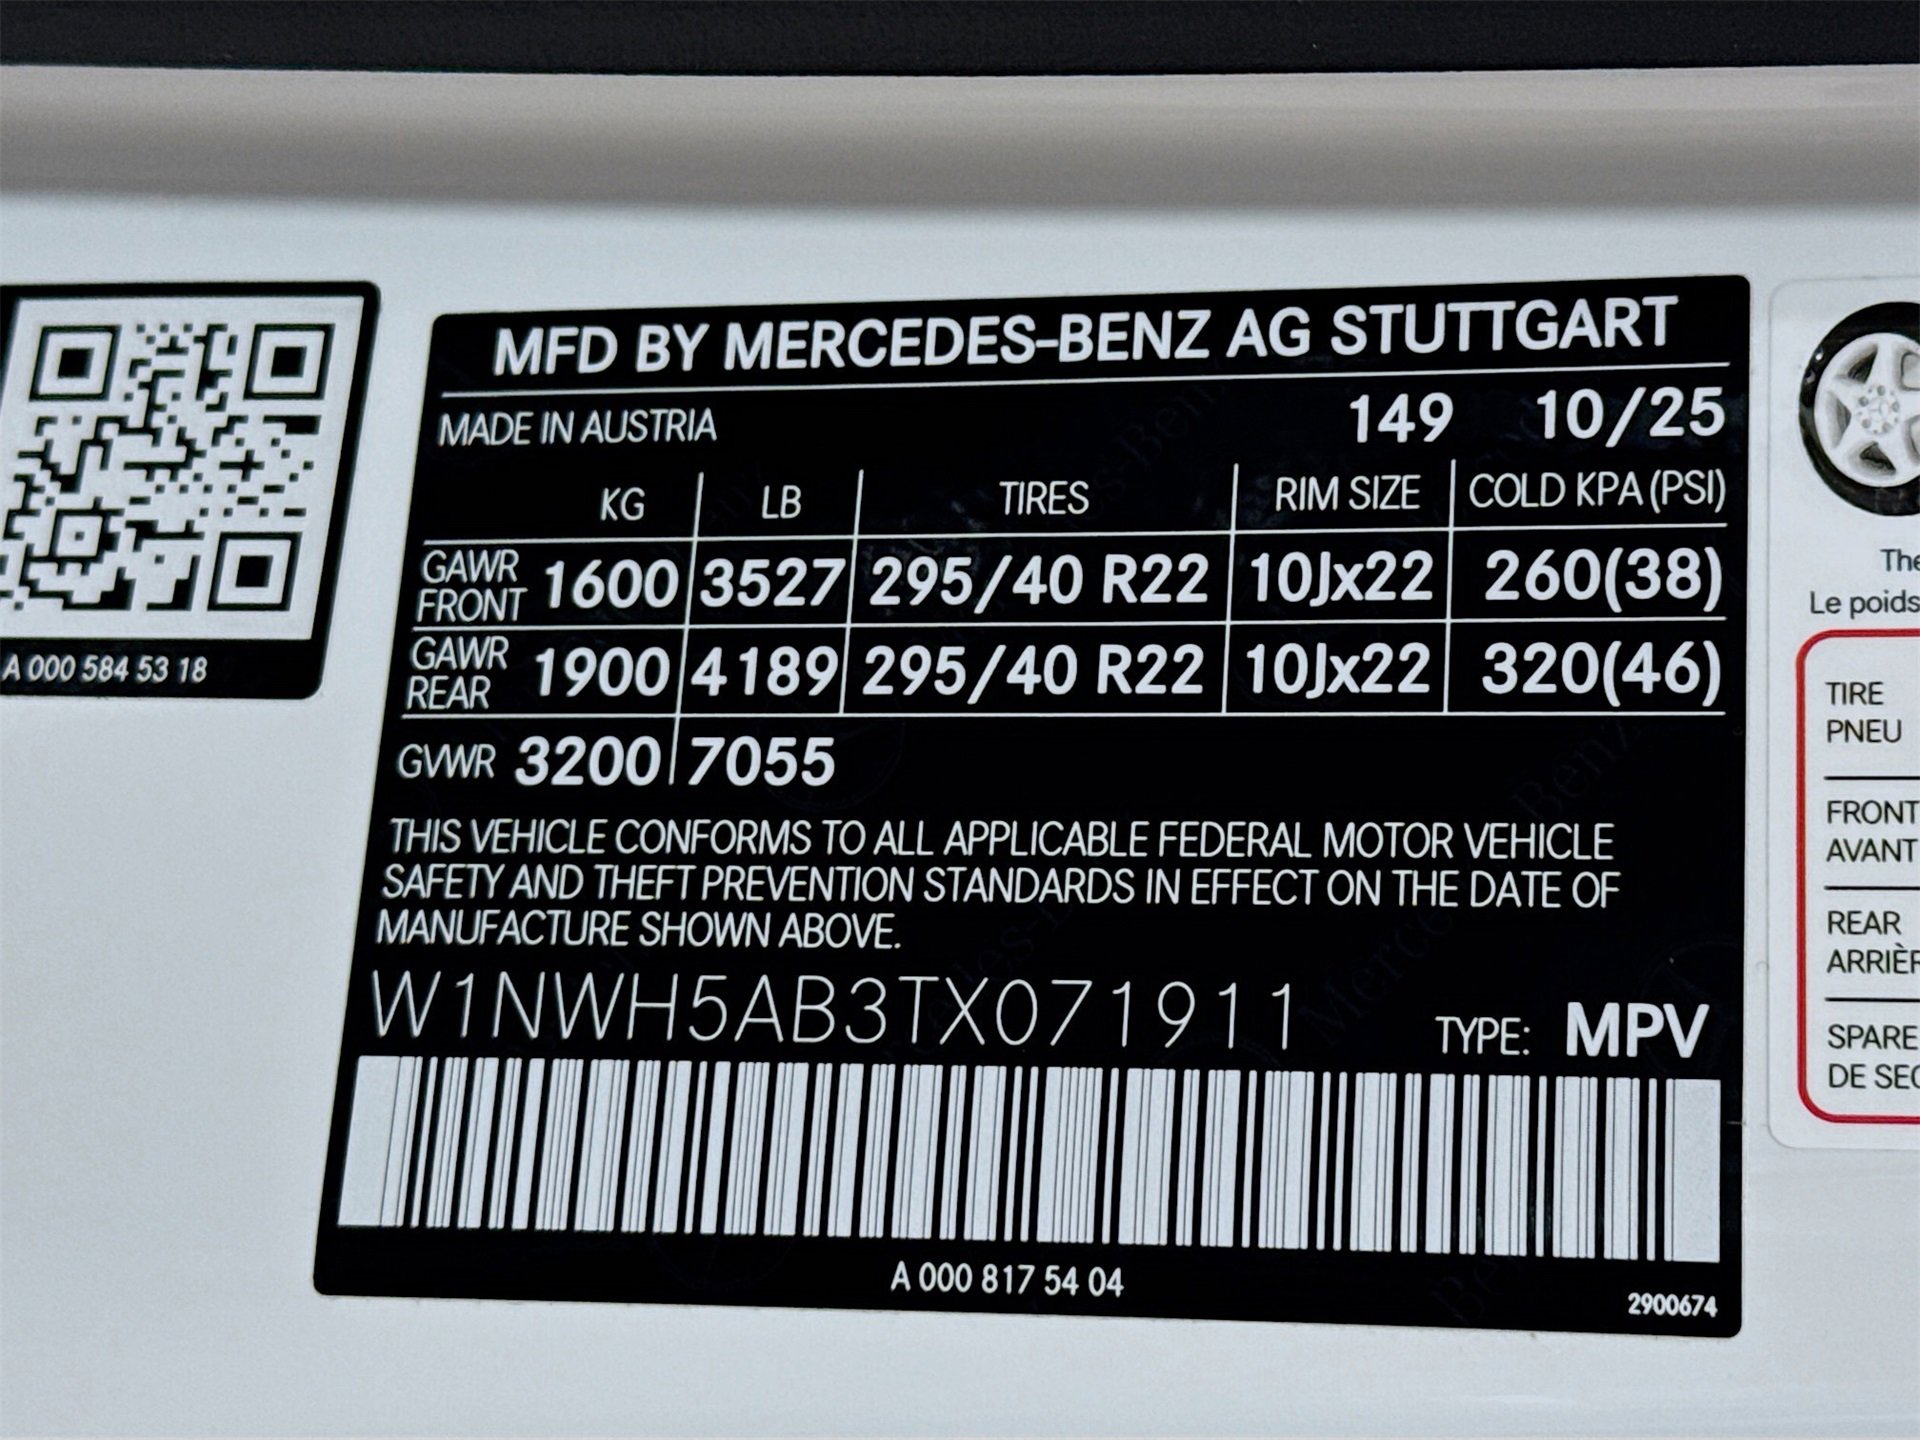 MFD BY MERCEDES-BENZ AG STUTTGART
MADE IN AUSTRIA 149 10/25
KG LB TIRES RIM SIZE COLD KPA (PSI)
GAWR FRONT 1600 3527 295/40 R22 10Jx22 260(38)
GAWR REAR 1900 4189 295/40 R22 10Jx22 320(46)
GVWR 3200 7055
THIS VEHICLE CONFORMS TO ALL APPLICABLE FEDERAL MOTOR VEHICLE
SAFETY AND THEFT PREVENTION STANDARDS IN EFFECT ON THE DATE OF
MANUFACTURE SHOWN ABOVE.
W1NWH5AB3TX071911 TYPE: MPV
A 000 817 54 04
2900674
A 000 584 53 18
The
Le poids
TIRE
PNEU
FRONT
AVANT
REAR
SPARE
DE